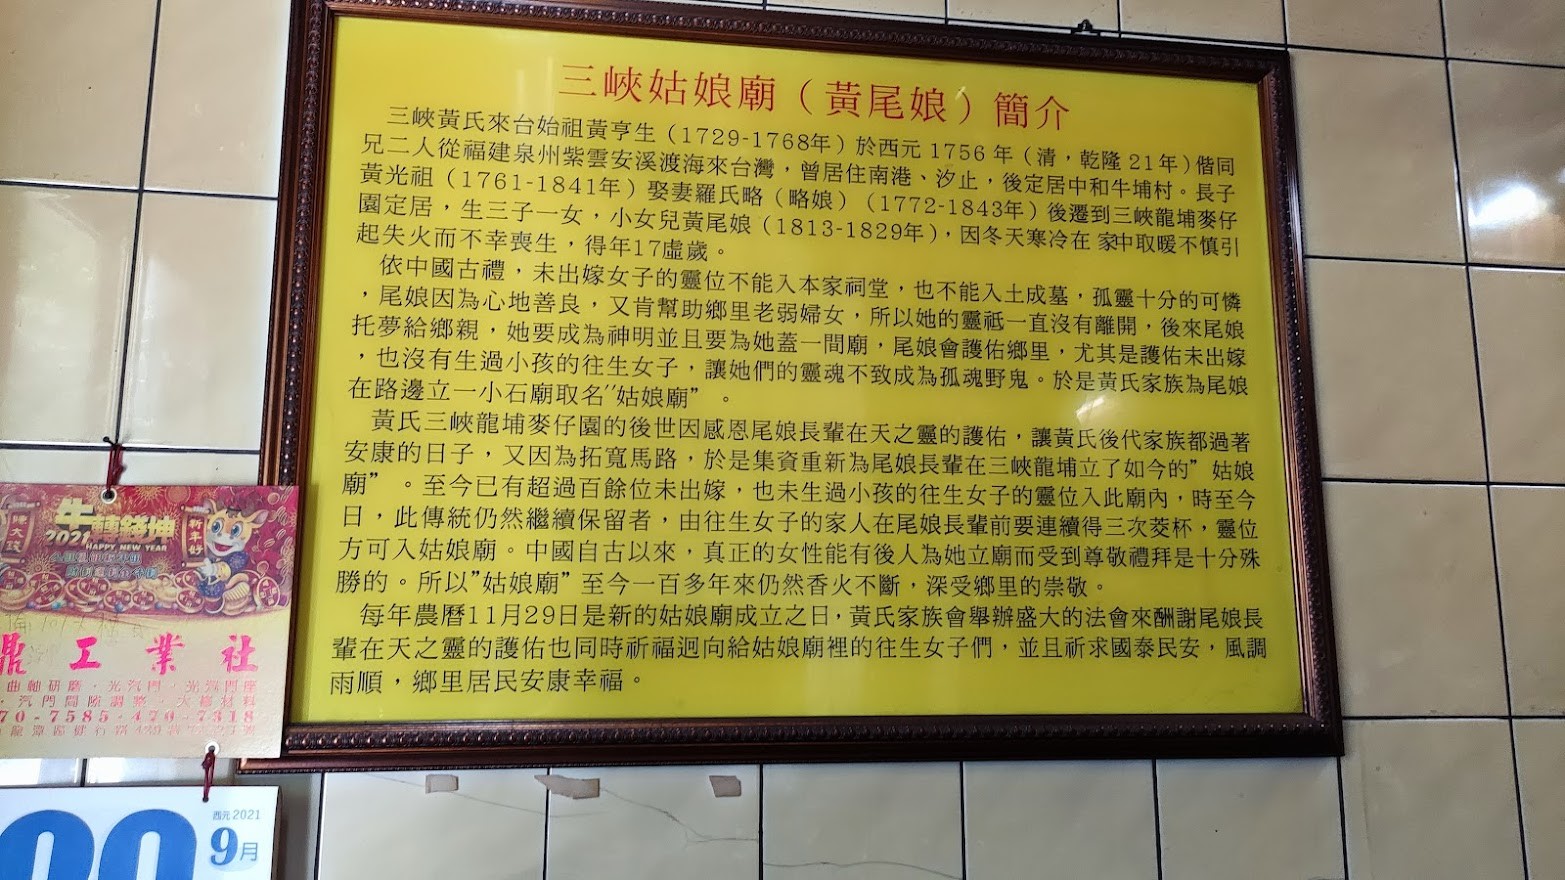 三峽姑娘廟（黃尾娘）簡介
三峽黃氏來台始祖黃亨生（1729-1768年）於西元 1756 年（清，乾隆 21年）偕同
兄二人從福建泉州紫雲安溪渡海來台灣，曾居住南港、汐止，後定居中和牛埔村。長子
黃光祖（1761-1841年）娶妻羅氏略（略娘）（1772-1843年）後遷到三峽龍埔麥仔
園定居，生三子一女，小女兒黃尾娘（1813-1829年），因冬天寒冷在 家中取暖不慎引
起失火而不幸喪生，得年17虛歲。
依中國古禮，未出嫁女子的靈位不能入本家祠堂，也不能入土成墓，孤靈十分的可憐
，尾娘因為心地善良，又肯幫助鄉里老弱婦女，所以她的靈祗一直沒有離開，後來尾娘
托夢給鄉親，她要成為神明並且要為她蓋一間廟，尾娘會護佑鄉里，尤其是護佑未出嫁
，也沒有生過小孩的往生女子，讓她們的靈魂不致成為孤魂野鬼。於是黃氏家族為尾娘
在路邊立一小石廟取名"姑娘廟" 。
黃氏三峽龍埔麥仔園的後世因感恩尾娘長輩在天之靈的護佑，讓黃氏後代家族都過著
安康的日子，又因為拓寬馬路，於是集資重新為尾娘長輩在三峽龍埔立了如今的" 姑娘
廟" 。至今已有超過百餘位未出嫁，也未生過小孩的往生女子的靈位入此廟內，時至今
日，此傳統仍然繼續保留者，由往生女子的家人在尾娘長輩前要連續得三次茭杯，靈位
方可入姑娘廟。中國自古以來，真正的女性能有後人為她立廟而受到尊敬禮拜是十分殊
勝的。所以"姑娘廟" 至今一百多年來仍然香火不斷，深受鄉里的崇敬。
每年農曆11月29日是新的姑娘廟成立之日，黃氏家族會舉辦盛大的法會來酬謝尾娘長
輩在天之靈的護佑也同時祈福迴向給姑娘廟裡的往生女子們，並且祈求國泰民安，風調
雨順，鄉里居民安康幸福。
牛轉錢坤
2021 HAPPY NEW YEAR
新年好
鼎工業社
曲軸研磨·光汽門·光汽門座
70-7585·470-7318
西元 2021
9月